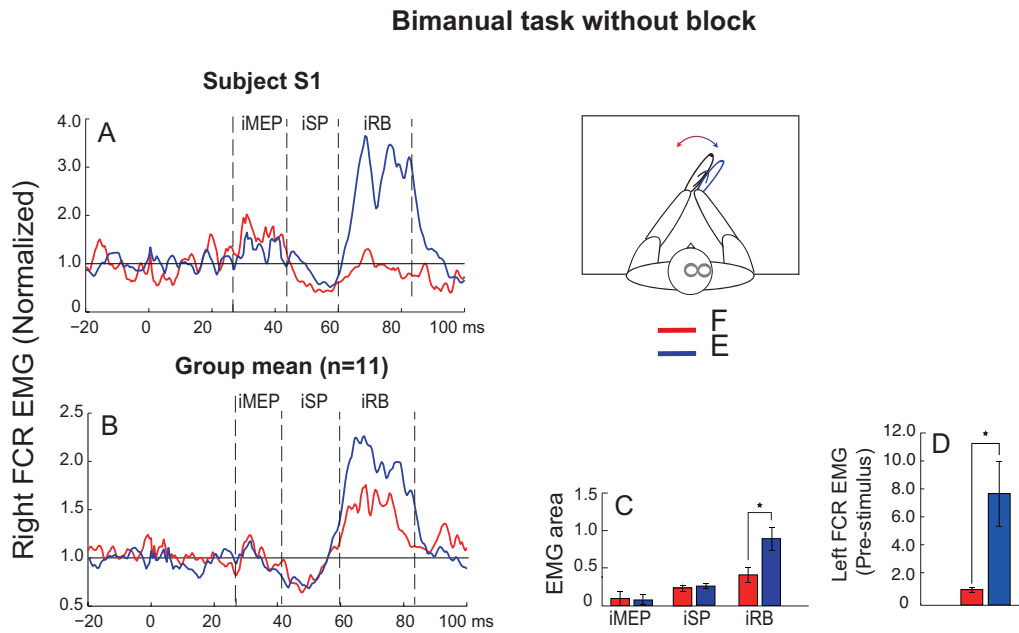 Bimanual task without block
Subject S1
Right FCR EMG (Normalized)
A
iMEP iSP iRB
4.0
3.0
2.0
1.0
0
−20 0 20 40 60 80 100 ms
F
E
Group mean (n=11)
B
iMEP iSP iRB
2.5
2.0
1.5
1.0
0.5
−20 0 20 40 60 80 100 ms
C
EMG area
1.5
1.0
0.5
0
*
iMEP iSP iRB
D
Left FCR EMG
(Pre-stimulus)
12.0
10.0
8.0
6.0
4.0
2.0
0
*